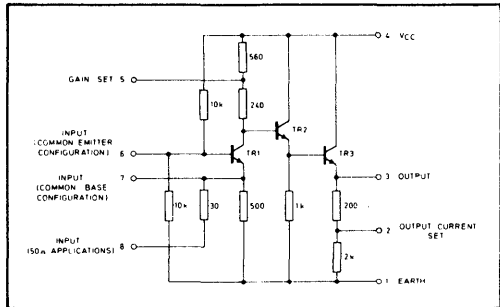 4 VCC
560
GAIN SET 5
240
10k
TR2
INPUT
(COMMON EMITTER
CONFIGURATION) 6
TR1
TR3
INPUT
(COMMON BASE
CONFIGURATION) 7
3 OUTPUT
10k
30
500
1k
200
2 OUTPUT CURRENT
SET
INPUT
(50Ω APPLICATIONS) 8
2k
1 EARTH